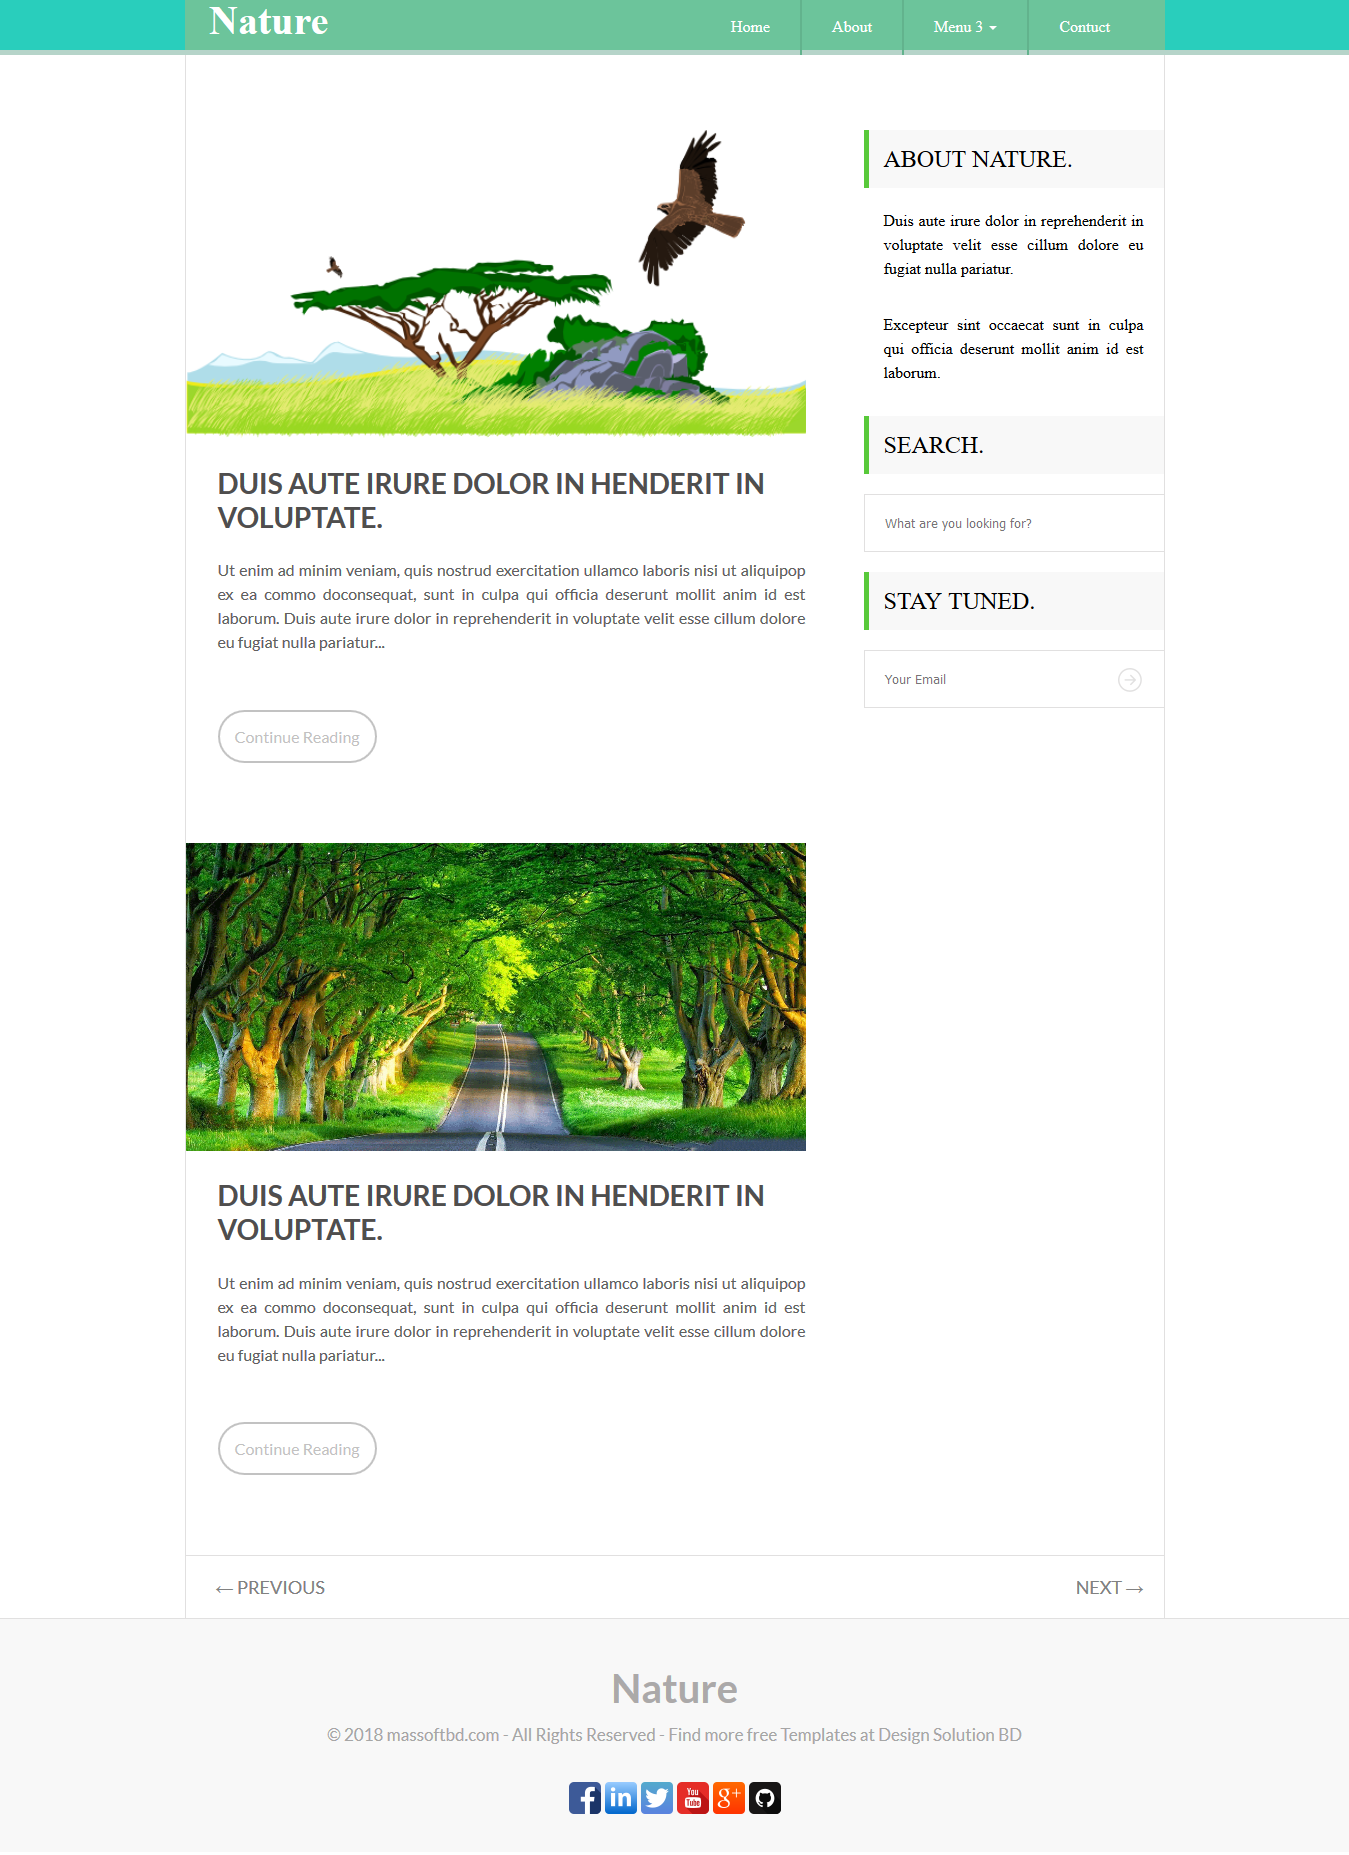 Nature
Home
About
Menu 3
Contuct
DUIS AUTE IRURE DOLOR IN HENDERIT IN
VOLUPTATE.
Ut enim ad minim veniam, quis nostrud exercitation ullamco laboris nisi ut aliquipop
ex ea commo doconsequat, sunt in culpa qui officia deserunt mollit anim id est
laborum. Duis aute irure dolor in reprehenderit in voluptate velit esse cillum dolore
eu fugiat nulla pariatur...
Continue Reading
DUIS AUTE IRURE DOLOR IN HENDERIT IN
VOLUPTATE.
Ut enim ad minim veniam, quis nostrud exercitation ullamco laboris nisi ut aliquipop
ex ea commo doconsequat, sunt in culpa qui officia deserunt mollit anim id est
laborum. Duis aute irure dolor in reprehenderit in voluptate velit esse cillum dolore
eu fugiat nulla pariatur...
Continue Reading
ABOUT NATURE.
Duis aute irure dolor in reprehenderit in
voluptate velit esse cillum dolore eu
fugiat nulla pariatur.
Excepteur sint occaecat sunt in culpa
qui officia deserunt mollit anim id est
laborum.
SEARCH.
What are you looking for?
STAY TUNED.
Your Email
← PREVIOUS
NEXT →
Nature
© 2018 massoftbd.com - All Rights Reserved - Find more free Templates at Design Solution BD
f
in
You
Tube
g+